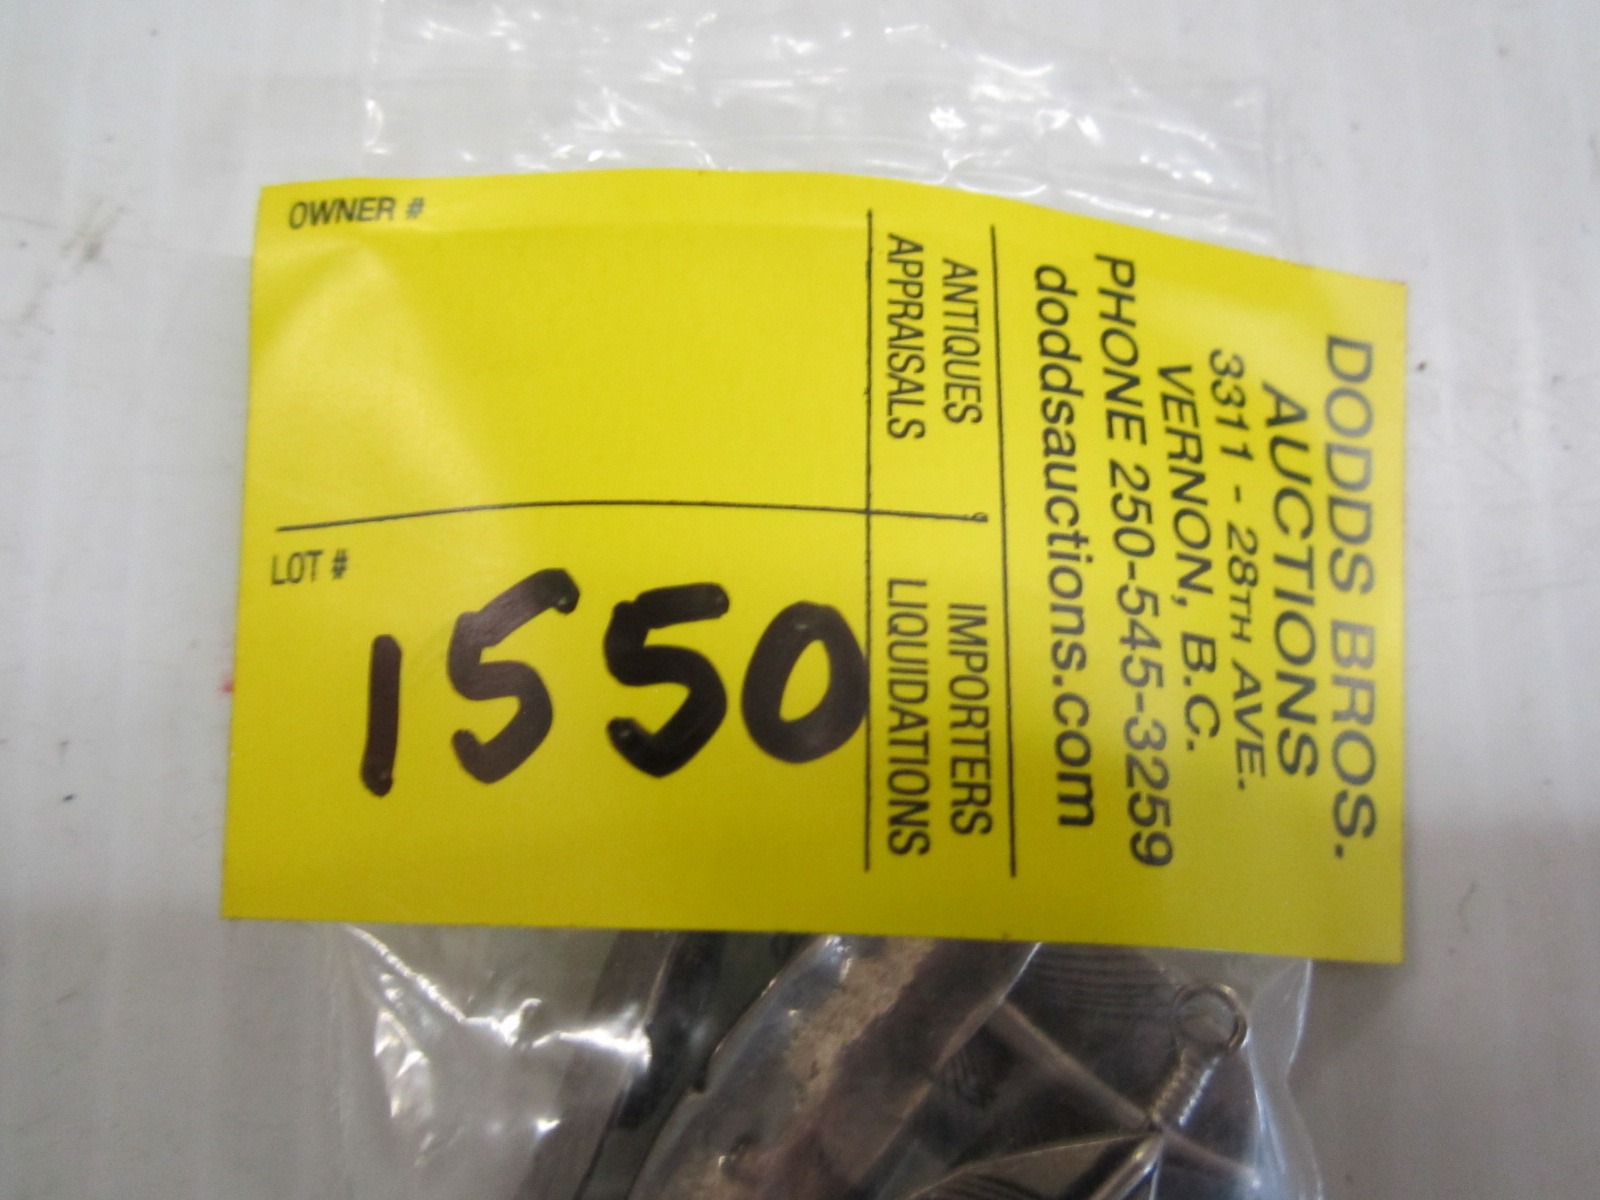 DODDS BROS.
AUCTIONS
3311 - 28TH AVE.
VERNON, B.C.
PHONE 250-545-3259
doddsauctions.com
ANTIQUES IMPORTERS
APPRAISALS LIQUIDATIONS
OWNER #
LOT #
1550